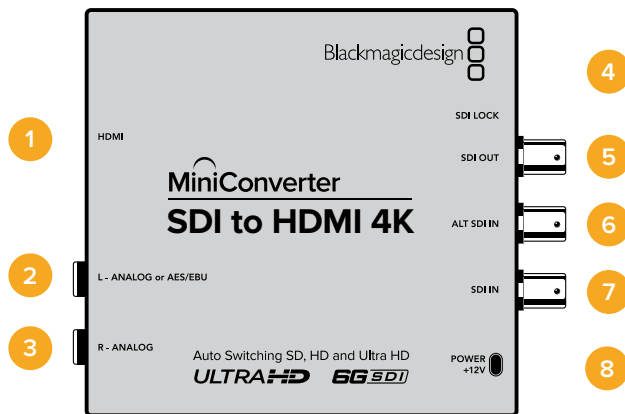 Blackmagicdesign
4
SDI LOCK
1
HDMI
SDI OUT
5
MiniConverter
SDI to HDMI 4K
ALT SDI IN
6
2
L - ANALOG or AES/EBU
SDI IN
7
3
R - ANALOG
Auto Switching SD, HD and Ultra HD
POWER
+12V
8
ULTRA HD 6G SDI